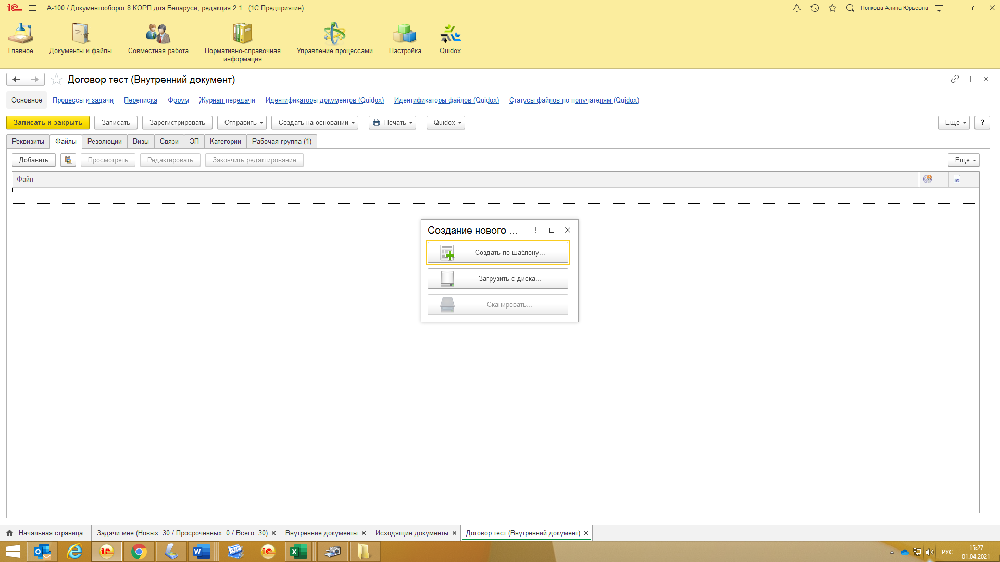 1С А-100 / Документооборот 8 КОРП для Беларуси, редакция 2.1. (1С:Предприятие) Попкова Алина Юрьевна
Главное
Документы и файлы
Совместная работа
Нормативно-справочная
информация
Управление процессами
Настройка
Quidox
Договор тест (Внутренний документ)
Основное Процессы и задачи Переписка Форум Журнал передачи Идентификаторы документов (Quidox) Идентификаторы файлов (Quidox) Статусы файлов по получателям (Quidox)
Записать и закрыть Записать Зарегистрировать Отправить Создать на основании Печать Quidox Еще ?
Реквизиты Файлы Резолюции Визы Связи ЭП Категории Рабочая группа (1)
Добавить Просмотреть Редактировать Закончить редактирование Еще
Файл
Создание нового ...
Создать по шаблону...
Загрузить с диска...
Сканировать...
Начальная страница Задачи мне (Новых: 30 / Просроченных: 0 / Всего: 30) Внутренние документы Исходящие документы Договор тест (Внутренний документ)
РУС
15:27
01.04.2021